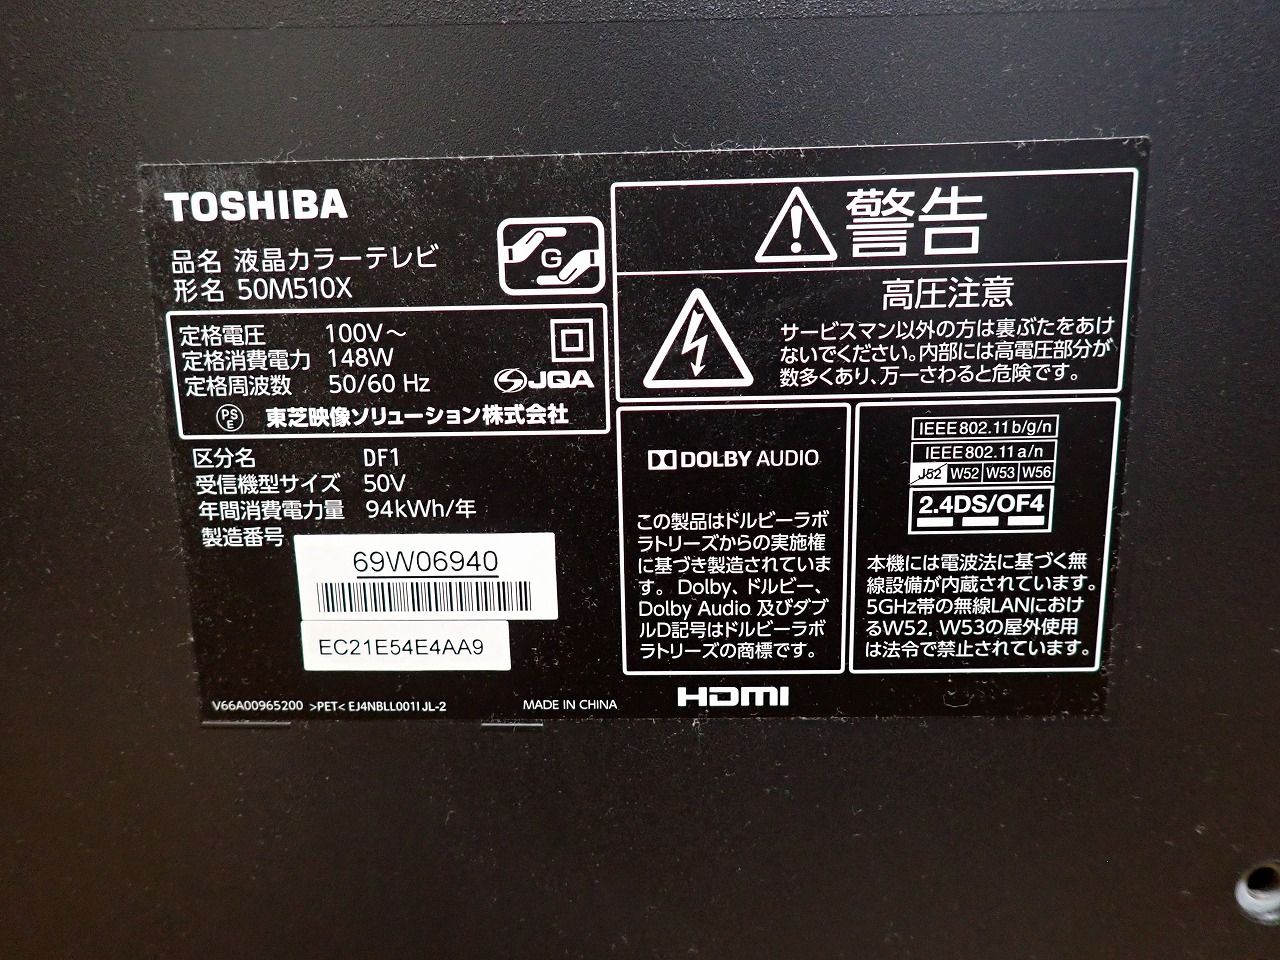 TOSHIBA
品名 液晶カラーテレビ
形名 50M510X
G
定格電圧 100V～
定格消費電力 148W
定格周波数 50/60 Hz
JQA
PS
E
東芝映像ソリューション株式会社
区分名 DF1
受信機型サイズ 50V
年間消費電力量 94kWh/年
製造番号
69W06940
EC21E54E4AA9
V66A00965200 >PET< EJ4NBLL001IJL-2
MADE IN CHINA
警告
高圧注意
サービスマン以外の方は裏ぶたをあけ
ないでください。内部には高電圧部分が
数多くあり、万一さわると危険です。
DOLBY AUDIO
この製品はドルビーラボ
ラトリーズからの実施権
に基づき製造されていま
す。Dolby、ドルビー、
Dolby Audio 及びダブ
ルD記号はドルビーラボ
ラトリーズの商標です。
IEEE802.11b/g/n
IEEE802.11a/n
J52 W52 W53 W56
2.4DS/OF4
本機には電波法に基づく無
線設備が内蔵されています。
5GHz帯の無線LANにおけ
るW52, W53の屋外使用
は法令で禁止されています。
HDMI